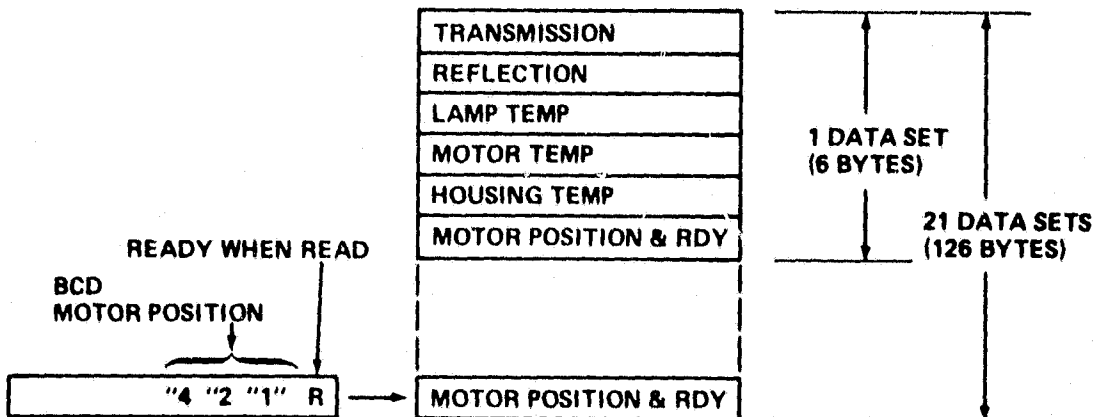 TRANSMISSION
REFLECTION
LAMP TEMP
MOTOR TEMP
HOUSING TEMP
MOTOR POSITION & RDY
1 DATA SET
(6 BYTES)
21 DATA SETS
(126 BYTES)
READY WHEN READ
BCD
MOTOR POSITION
"4 "2 "1" R
MOTOR POSITION & RDY